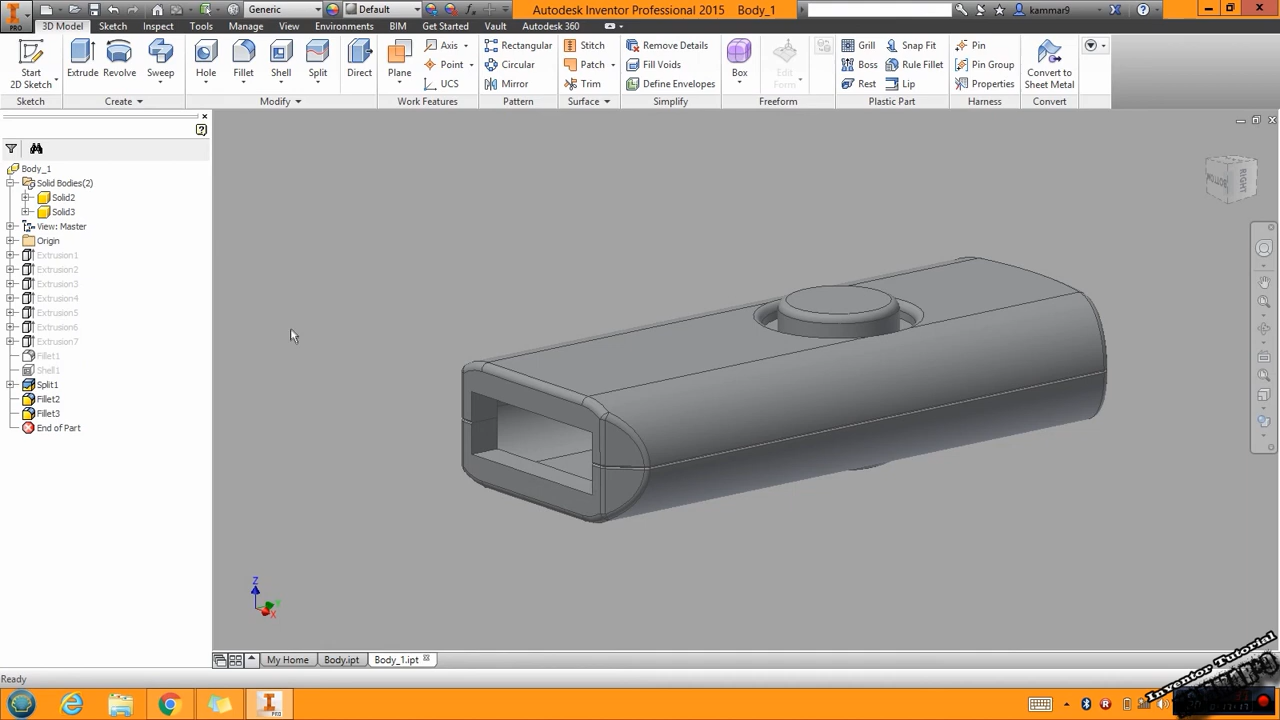 Generic
Default
Autodesk Inventor Professional 2015 Body_1
kammar9
PRO
3D Model Sketch Inspect Tools Manage View Environments BIM Get Started Vault Autodesk 360
Start
2D Sketch
Extrude Revolve Sweep
Hole Fillet Shell Split Direct
Plane
Axis
Point
UCS
Rectangular
Circular
Mirror
Stitch
Patch
Trim
Remove Details
Fill Voids
Define Envelopes
Box
Edit
Form
Grill
Boss
Rest
Snap Fit
Rule Fillet
Lip
Pin
Pin Group
Properties
Convert to
Sheet Metal
Sketch Create Modify Work Features Pattern Surface Simplify Freeform Plastic Part Harness Convert
Body_1
Solid Bodies(2)
Solid2
Solid3
View: Master
Origin
Extrusion1
Extrusion2
Extrusion3
Extrusion4
Extrusion5
Extrusion6
Extrusion7
Fillet1
Shell1
Split1
Fillet2
Fillet3
End of Part
BOTTOM
RIGHT
Z
Y
X
My Home Body.ipt Body_1.ipt
Ready
Inventor Tutorial
PRO